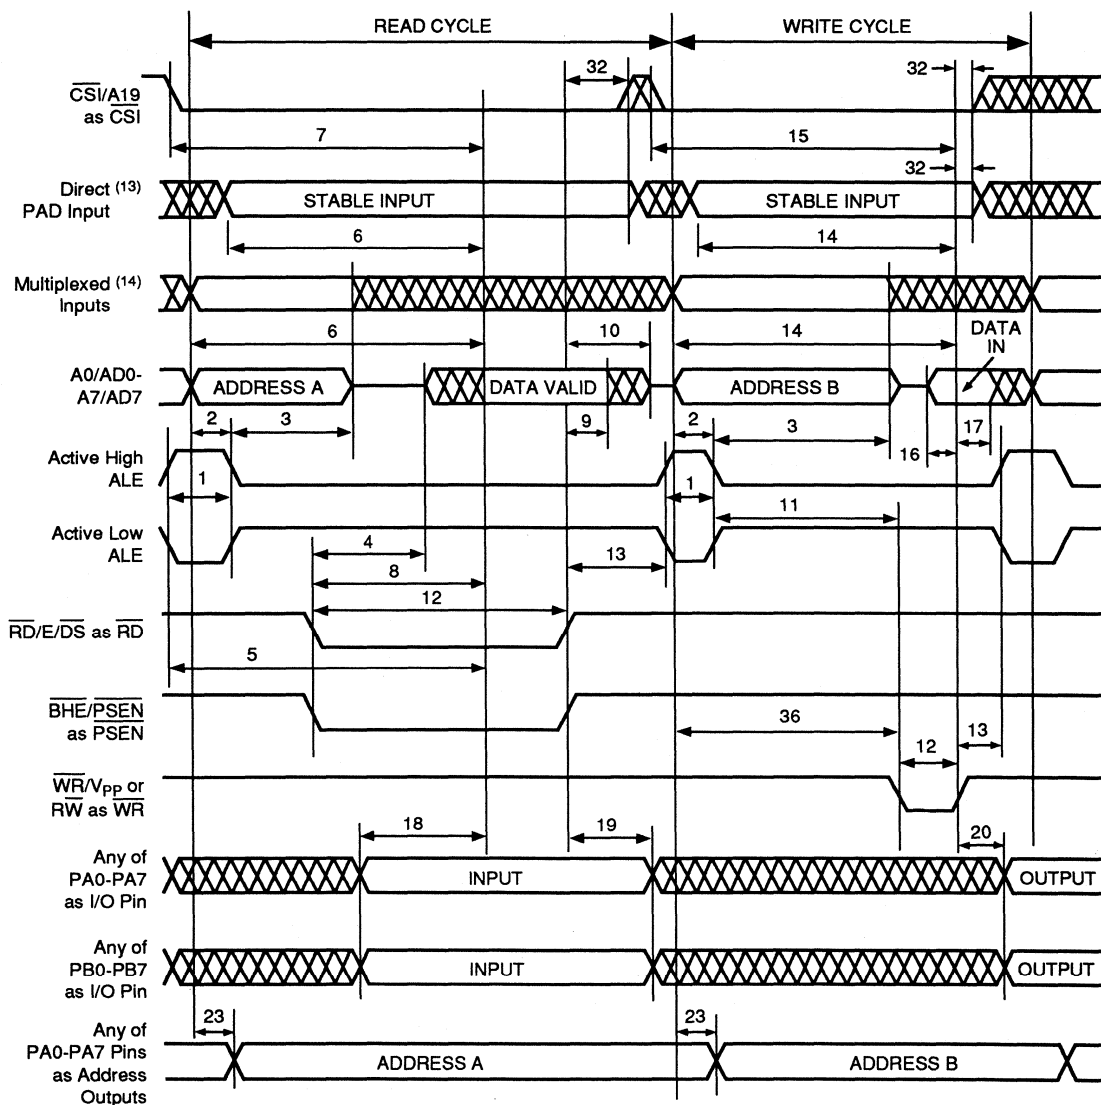 READ CYCLE
WRITE CYCLE
32
32
CSI/A19
as CSI
7
15
32
Direct (13)
PAD Input
STABLE INPUT
STABLE INPUT
6
14
Multiplexed (14)
Inputs
6
10
14
DATA
IN
A0/AD0-
A7/AD7
ADDRESS A
DATA VALID
ADDRESS B
2
3
9
2
3
16
17
Active High
ALE
1
1
11
Active Low
ALE
4
13
8
12
RD/E/DS as RD
5
BHE/PSEN
as PSEN
36
13
12
WR/VPP or
RW as WR
18
19
20
Any of
PA0-PA7
as I/O Pin
INPUT
OUTPUT
Any of
PB0-PB7
as I/O Pin
INPUT
OUTPUT
23
23
Any of
PA0-PA7 Pins
as Address
Outputs
ADDRESS A
ADDRESS B